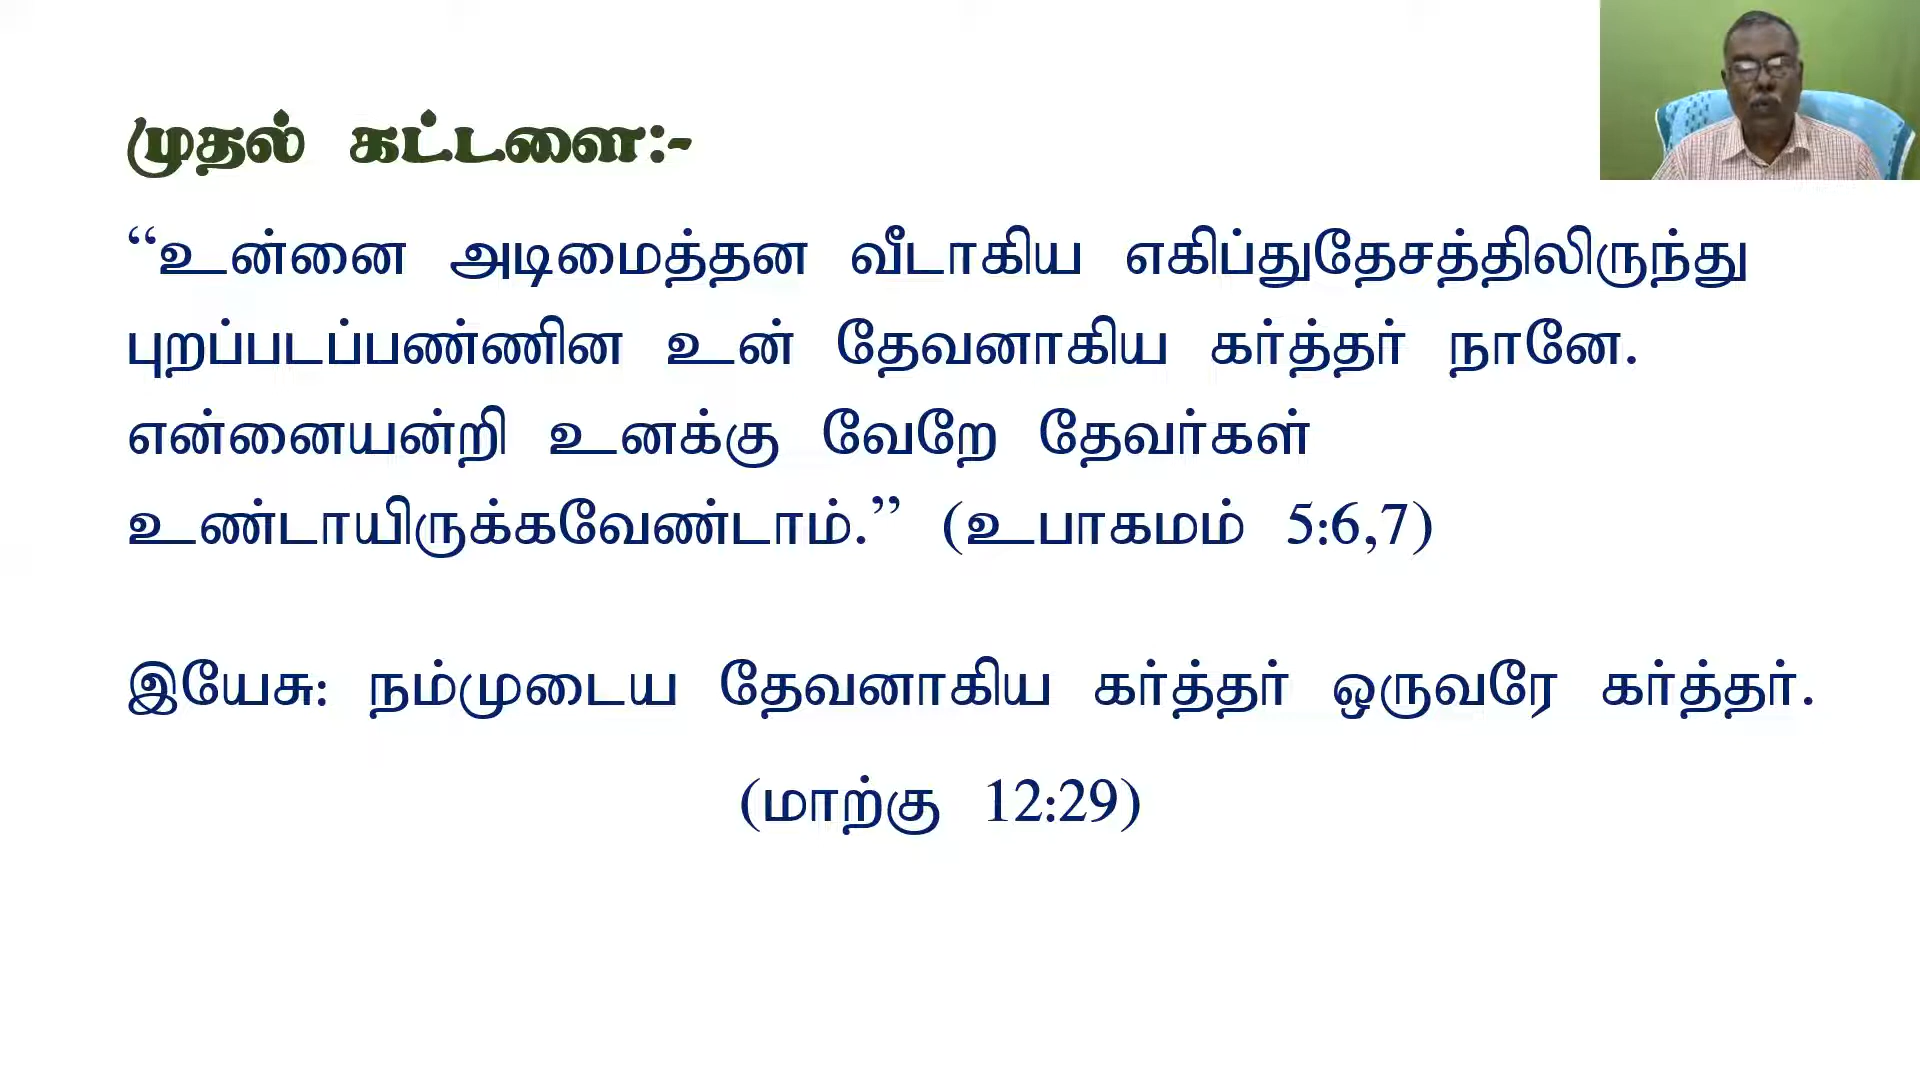 முதல் கட்டளை:-
“உன்னை அடிமைத்தன வீடாகிய எகிப்துதேசத்திலிருந்து
புறப்படப்பண்ணின உன் தேவனாகிய கர்த்தர் நானே.
என்னையன்றி உனக்கு வேறே தேவர்கள்
உண்டாயிருக்கவேண்டாம்.” (உபாகமம் 5:6,7)
இயேசு: நம்முடைய தேவனாகிய கர்த்தர் ஒருவரே கர்த்தர்.
(மாற்கு 12:29)